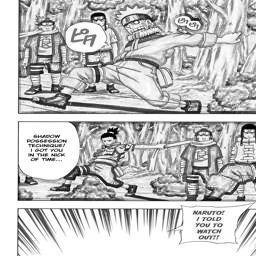 SHADOW
POSSESSION
TECHNIQUE!
I GOT YOU
IN THE NICK
OF TIME...
NARUTO!
I TOLD
YOU TO
WATCH
OUT!!